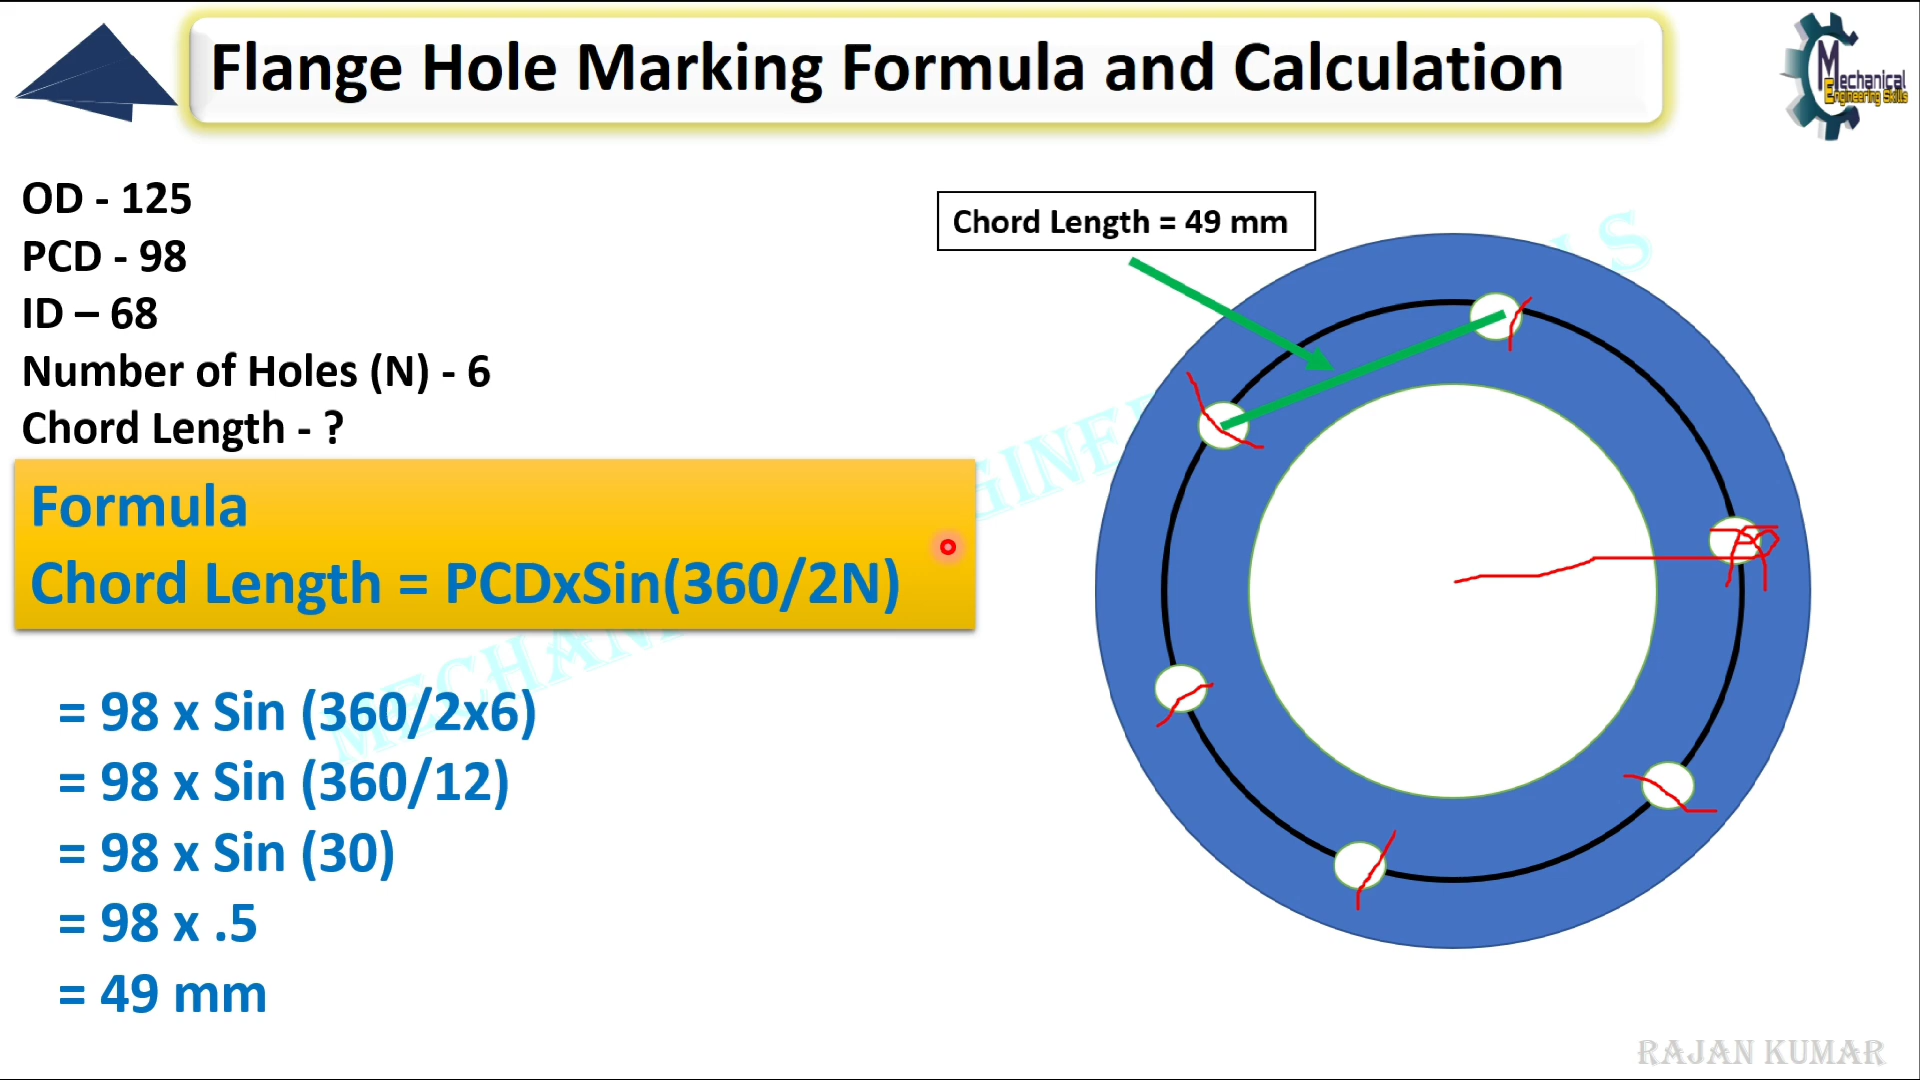 Flange Hole Marking Formula and Calculation
Mechanical
Engineering Skills
OD - 125
PCD - 98
ID – 68
Number of Holes (N) - 6
Chord Length - ?
Chord Length = 49 mm
Formula
Chord Length = PCDxSin(360/2N)
= 98 x Sin (360/2x6)
= 98 x Sin (360/12)
= 98 x Sin (30)
= 98 x .5
= 49 mm
RAJAN KUMAR